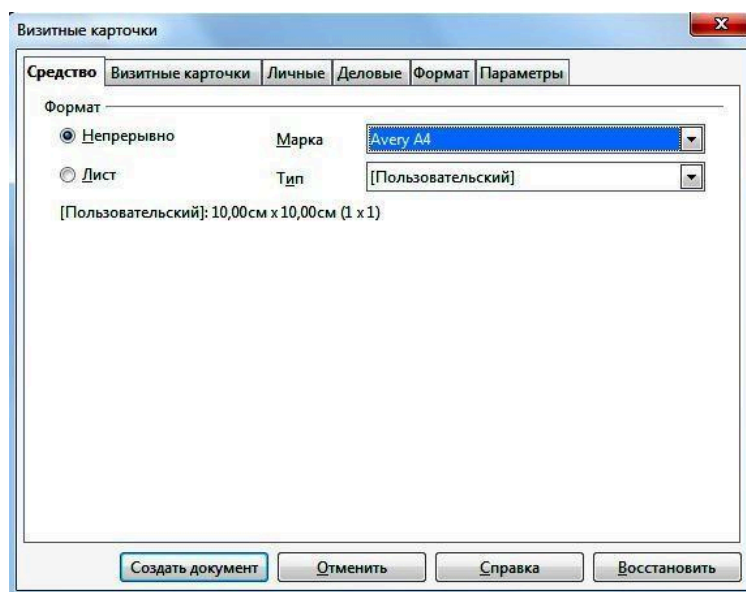 Визитные карточки
Средство Визитные карточки Личные Деловые Формат Параметры
Формат
Непрерывно Марка Avery A4
Лист Тип [Пользовательский]
[Пользовательский]: 10,00см x 10,00см (1 x 1)
Создать документ Отменить Справка Восстановить